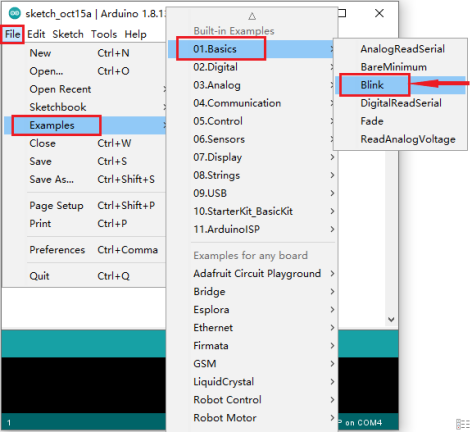 sketch_oct15a | Arduino 1.8.13
File Edit Sketch Tools Help
New Ctrl+N
Open... Ctrl+O
Open Recent
Sketchbook
Examples
Close Ctrl+W
Save Ctrl+S
Save As... Ctrl+Shift+S
Page Setup Ctrl+Shift+P
Print Ctrl+P
Preferences Ctrl+Comma
Quit Ctrl+Q
Built-in Examples
01.Basics
02.Digital
03.Analog
04.Communication
05.Control
06.Sensors
07.Display
08.Strings
09.USB
10.StarterKit_BasicKit
11.ArduinoISP
Examples for any board
Adafruit Circuit Playground
Bridge
Esplora
Ethernet
Firmata
GSM
LiquidCrystal
Robot Control
Robot Motor
AnalogReadSerial
BareMinimum
Blink
DigitalReadSerial
Fade
ReadAnalogVoltage
1
on COM4